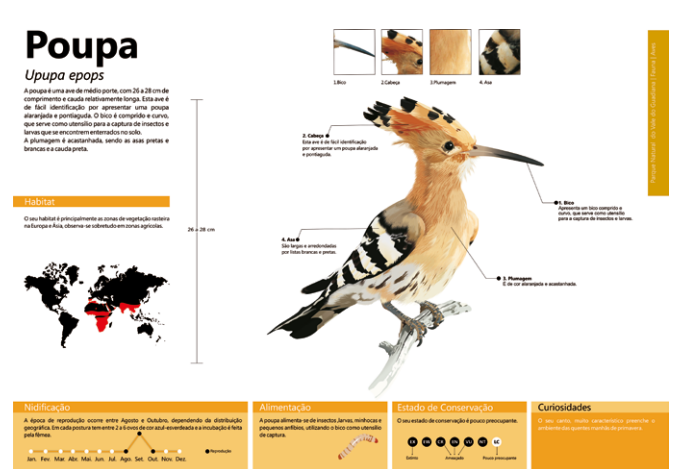 Poupa
Upupa epops
A poupa é uma ave de médio porte, com 26 a 28 cm de
comprimento e cauda relativamente longa. Esta ave é
de fácil identificação por apresentar uma poupa
alaranjada e pontiaguda. O bico é comprido e curvo,
que serve como utensílio para a captura de insectos e
larvas que se encontrem enterrados no solo.
A plumagem é acastanhada, sendo as asas pretas e
brancas e a cauda preta.
1.Bico
2.Cabeça
3.Plumagem
4. Asa
Parque Natural do Vale do Guadiana | Fauna | Aves
2. Cabeça
Esta ave é de fácil identificação
por apresentar um poupa alaranjada
e pontiaguda.
1. Bico
Apresenta um bico comprido e
curvo, que serve como utensílio
para a captura de insectos e larvas.
Habitat
O seu habitat é principalmente as zonas de vegetação rasteira
na Europa e Ásia, observa-se sobretudo em zonas agrícolas.
26 – 28 cm
4. Asa
São largas e arredondadas
por listas brancas e pretas.
3. Plumagem
É de cor alaranjada e acastanhada.
Nidificação
A época de reprodução ocorre entre Agosto e Outubro, dependendo da distribuição
geográfica. Em cada postura tem entre 2 a 6 ovos de cor azul-esverdeada e a incubação é feita
pela fêmea.
Reprodução
Jan. Fev. Mar. Abr. Mai. Jun. Jul. Ago. Set. Out. Nov. Dez.
Alimentação
A poupa alimenta-se de insectos, larvas, minhocas e
pequenos anfíbios, utilizando o bico como utensílio
de captura.
Estado de Conservação
O seu estado de conservação é pouco preocupante.
EX EW CR EN VU NT LC
Extinto
Ameaçado
Pouco preocupante
Curiosidades
O seu canto, muito característico preenche o
ambiente das quentes manhãs de primavera.